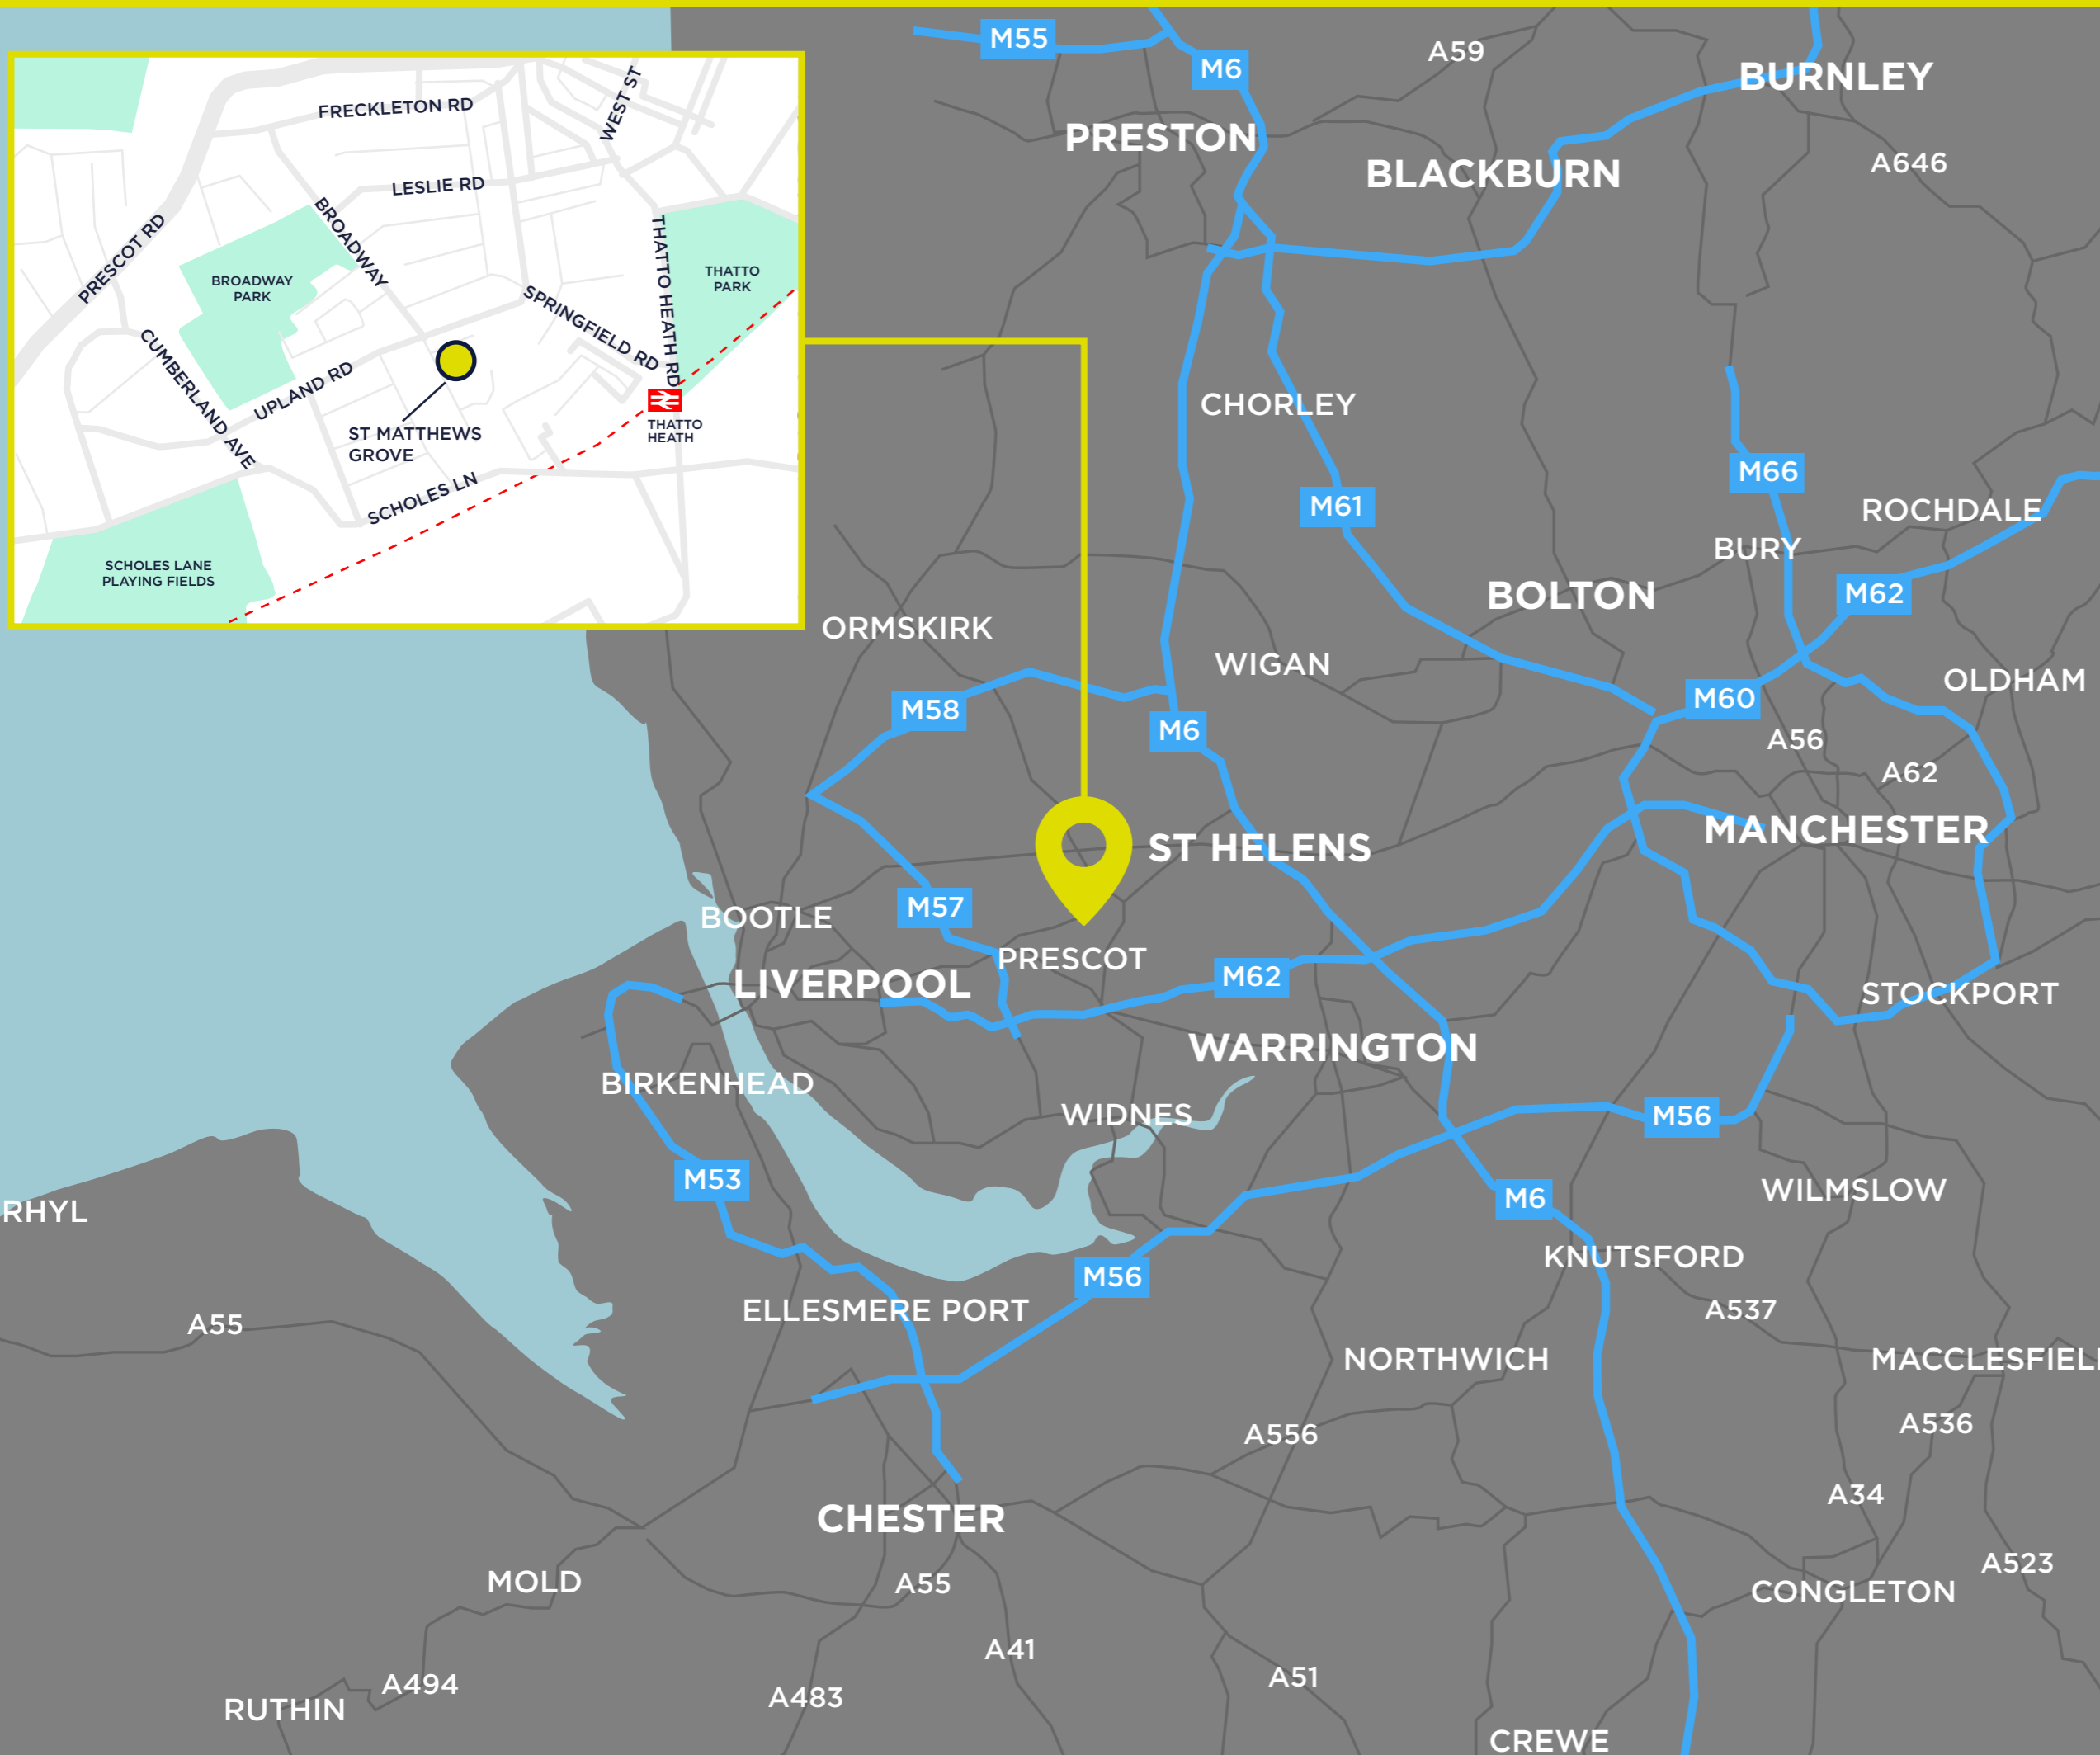 M55
M6
A59
BURNLEY
PRESTON
BLACKBURN
A646
FRECKLETON RD
WEST ST
LESLIE RD
BROADWAY
PRESCOT RD
BROADWAY
PARK
THATTO HEATH RD
THATTO
PARK
SPRINGFIELD RD
CUMBERLAND AVE
UPLAND RD
ST MATTHEWS
GROVE
THATTO
HEATH
SCHOLES LN
SCHOLES LANE
PLAYING FIELDS
CHORLEY
M61
M66
ROCHDALE
BURY
M62
BOLTON
ORMSKIRK
WIGAN
OLDHAM
M58
M60
M6
A56
A62
MANCHESTER
ST HELENS
M57
BOOTLE
PRESCOT
LIVERPOOL
M62
STOCKPORT
WARRINGTON
BIRKENHEAD
WIDNES
M56
M53
WILMSLOW
RHYL
M6
KNUTSFORD
M56
ELLESMERE PORT
A537
A55
NORTHWICH
MACCLESFIEL
A556
A536
A34
CHESTER
A523
MOLD
A55
CONGLETON
A41
A494
A51
A483
RUTHIN
CREWE